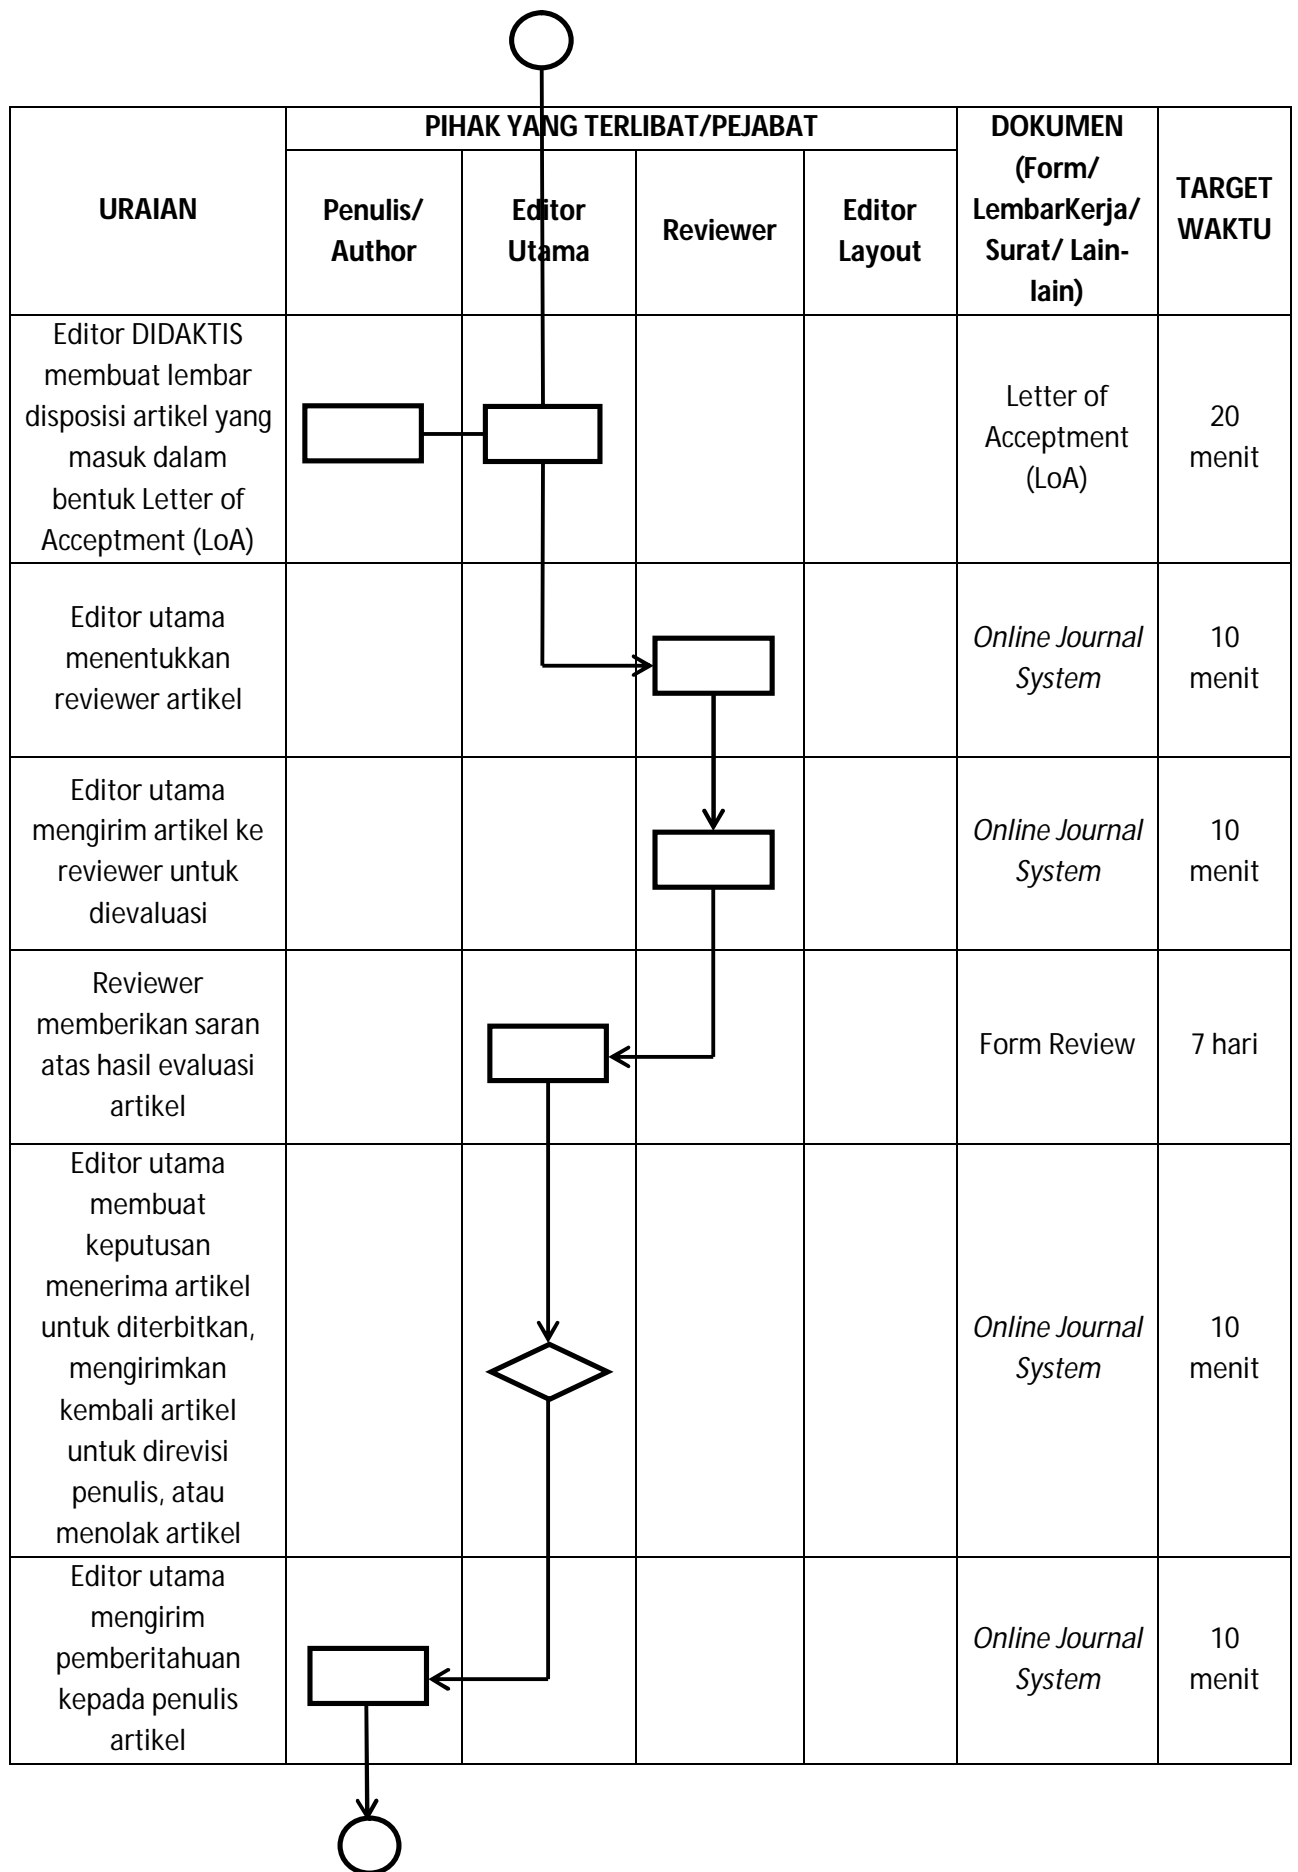 PIHAK YANG TERLIBAT/PEJABAT
URAIAN
Penulis/
Author
Editor
Utama
Reviewer
Editor
Layout
DOKUMEN
(Form/
LembarKerja/
Surat/ Lain-
lain)
TARGET
WAKTU
Editor DIDAKTIS
membuat lembar
disposisi artikel yang
masuk dalam
bentuk Letter of
Acceptment (LoA)
Letter of
Acceptment
(LoA)
20
menit
Editor utama
menentukkan
reviewer artikel
Online Journal
System
10
menit
Editor utama
mengirim artikel ke
reviewer untuk
dievaluasi
Online Journal
System
10
menit
Reviewer
memberikan saran
atas hasil evaluasi
artikel
Form Review
7 hari
Editor utama
membuat
keputusan
menerima artikel
untuk diterbitkan,
mengirimkan
kembali artikel
untuk direvisi
penulis, atau
menolak artikel
Online Journal
System
10
menit
Editor utama
mengirim
pemberitahuan
kepada penulis
artikel
Online Journal
System
10
menit